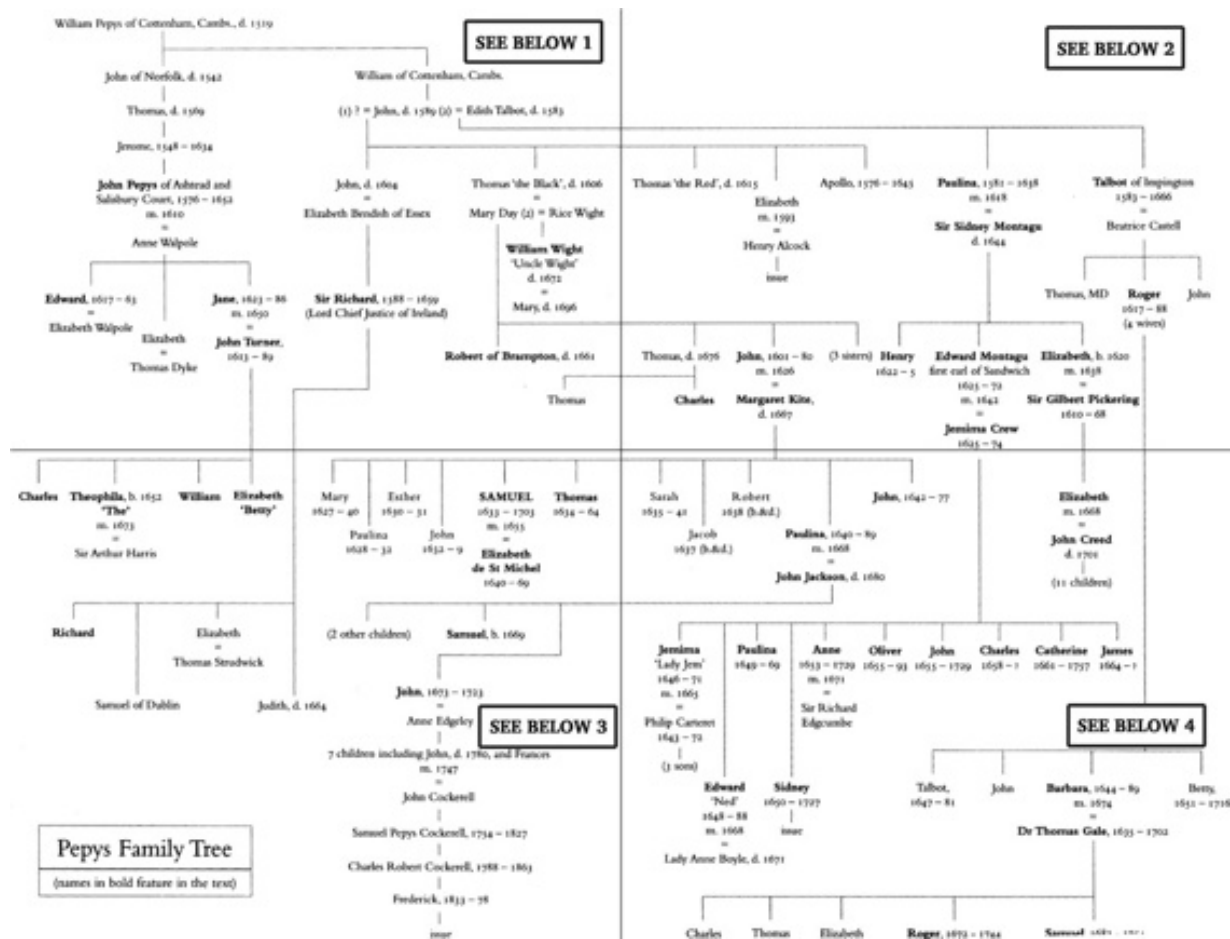 William Pepys of Cottenham, Cambs., d. 1519
SEE BELOW 1
SEE BELOW 2
John of Norfolk, d. 1542
William of Cottenham, Cambs.
Thomas, d. 1569
(1) ? = John, d. 1589 (2) = Edith Talbot, d. 1583
Jerome, 1548 – 1634
John Pepys of Ashtead and
Salisbury Court, 1576 – 1652
m. 1610
=
Anne Walpole
John, d. 1604
=
Elizabeth Bendish of Essex
Thomas 'the Black', d. 1606
=
Mary Day (2) = Rice Wight
William Wight
'Uncle Wight'
d. 1672
=
Mary, d. 1696
Thomas 'the Red', d. 1615
Elizabeth
m. 1593
=
Henry Alcock
issue
Apollo, 1576 – 1645
Paulina, 1581 – 1638
m. 1618
=
Sir Sidney Montagu
d. 1644
Talbot of Impington
1583 – 1666
=
Beatrice Castell
Edward, 1617 – 63
=
Elizabeth Walpole
Elizabeth
=
Thomas Dyke
Jane, 1623 – 86
m. 1650
=
John Turner,
1613 – 89
Sir Richard, 1588 – 1659
(Lord Chief Justice of Ireland)
Thomas, MD
Roger
1617 – 88
(4 wives)
John
Robert of Brampton, d. 1661
Thomas, d. 1676
John, 1601 – 80
m. 1626
=
Margaret Kite,
d. 1667
(3 sisters)
Thomas
Charles
Henry
1622 – 5
Edward Montagu
first earl of Sandwich
1625 – 72
m. 1642
=
Jemima Crew
1625 – 74
Elizabeth, b. 1620
m. 1638
=
Sir Gilbert Pickering
1610 – 68
Charles
Theophila, b. 1652
'The'
m. 1673
=
Sir Arthur Harris
William
Elizabeth
'Betty'
Mary
1627 – 40
Paulina
1628 – 32
Esther
1630 – 31
John
1632 – 9
SAMUEL
1633 – 1703
m. 1655
=
Elizabeth
de St Michel
1640 – 69
Thomas
1634 – 64
Sarah
1635 – 41
Jacob
1637 (b.&d.)
Robert
1638 (b.&d.)
Paulina, 1640 – 89
m. 1668
=
John Jackson, d. 1680
John, 1642 – 77
Elizabeth
m. 1668
=
John Creed
d. 1701
(11 children)
Richard
Samuel of Dublin
Elizabeth
=
Thomas Strudwick
Judith, d. 1664
(2 other children)
Samuel, b. 1669
John, 1673 – 1723
=
Anne Edgeley
SEE BELOW 3
7 children including John, d. 1780, and Frances
m. 1747
=
John Cockerell
Samuel Pepys Cockerell, 1754 – 1827
Charles Robert Cockerell, 1788 – 1863
Frederick, 1833 – 78
issue
Jemima
'Lady Jem'
1646 – 71
m. 1665
=
Philip Carteret
1643 – 72
(3 sons)
Edward
'Ned'
1648 – 88
m. 1668
=
Lady Anne Boyle, d. 1671
Paulina
1649 – 69
Sidney
1650 – 1727
issue
Anne
1653 – 1729
m. 1671
=
Sir Richard
Edgcumbe
Oliver
1655 – 93
John
1655 – 1729
Charles
1658 – ?
Catherine
1661 – 1757
James
1664 – ?
SEE BELOW 4
Talbot,
1647 – 81
John
Barbara, 1644 – 89
m. 1674
=
Dr Thomas Gale, 1635 – 1702
Betty,
1651 – 1716
Charles
Thomas
Elizabeth
Roger, 1672 – 1744
Samuel,
Pepys Family Tree
(names in bold feature in the text)